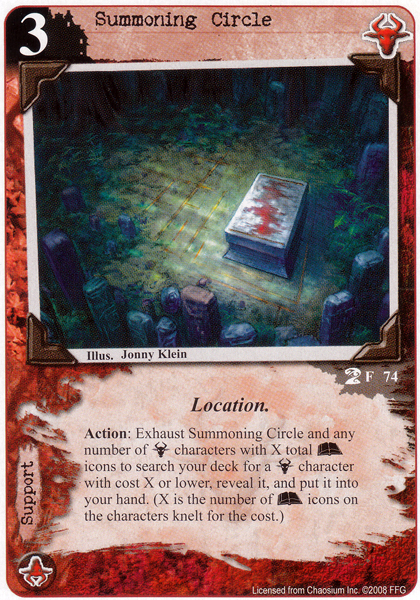 3
Summoning Circle
Illus. Jonny Klein
F 74
Location.
Action: Exhaust Summoning Circle and any
number of characters with X total
icons to search your deck for a character
with cost X or lower, reveal it, and put it into
your hand. (X is the number of icons on
the characters knelt for the cost.)
Support
Licensed from Chaosium Inc. ©2008 FFG